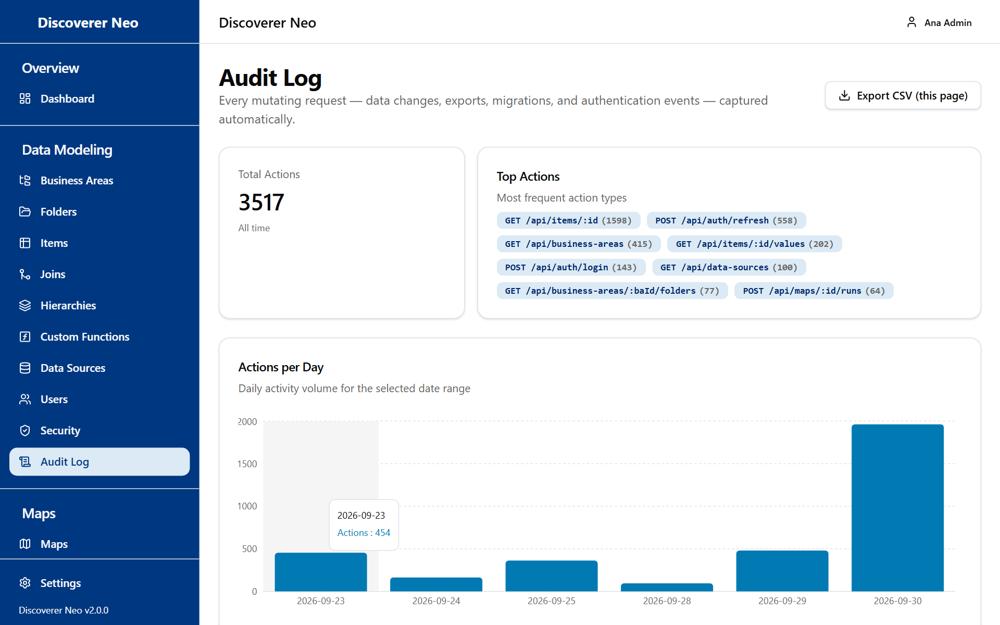 Discoverer Neo
Overview
Dashboard
Data Modeling
Business Areas
Folders
Items
Joins
Hierarchies
Custom Functions
Data Sources
Users
Security
Audit Log
Maps
Maps
Settings
Discoverer Neo v2.0.0
Discoverer Neo
Ana Admin
Audit Log
Every mutating request — data changes, exports, migrations, and authentication events — captured
automatically.
Export CSV (this page)
Total Actions
3517
All time
Top Actions
Most frequent action types
GET /api/items/:id (1598) POST /api/auth/refresh (558)
GET /api/business-areas (415) GET /api/items/:id/values (202)
POST /api/auth/login (143) GET /api/data-sources (100)
GET /api/business-areas/:baId/folders (77) POST /api/maps/:id/runs (64)
Actions per Day
Daily activity volume for the selected date range
2000
1500
1000
500
0
2026-09-23
Actions : 454
2026-09-23 2026-09-24 2026-09-25 2026-09-28 2026-09-29 2026-09-30